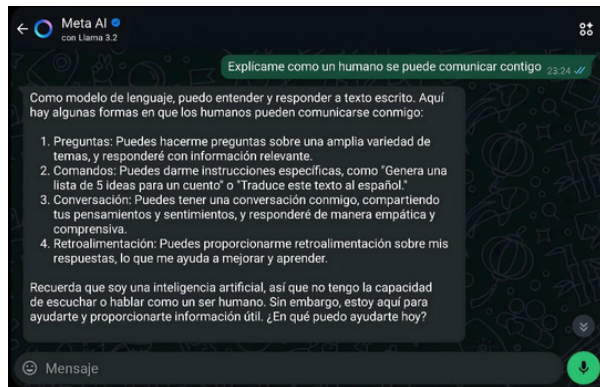 Meta AI
con Llama 3.2
Explícame como un humano se puede comunicar contigo 23:24
Como modelo de lenguaje, puedo entender y responder a texto escrito. Aquí
hay algunas formas en que los humanos pueden comunicarse conmigo:
1. Preguntas: Puedes hacerme preguntas sobre una amplia variedad de
temas, y responderé con información relevante.
2. Comandos: Puedes darme instrucciones específicas, como "Genera una
lista de 5 ideas para un cuento" o "Traduce este texto al español."
3. Conversación: Puedes tener una conversación conmigo, compartiendo
tus pensamientos y sentimientos, y responderé de manera empática y
comprensiva.
4. Retroalimentación: Puedes proporcionarme retroalimentación sobre mis
respuestas, lo que me ayuda a mejorar y aprender.
Recuerda que soy una inteligencia artificial, así que no tengo la capacidad
de escuchar o hablar como un ser humano. Sin embargo, estoy aquí para
ayudarte y proporcionarte información útil. ¿En qué puedo ayudarte hoy?
Mensaje